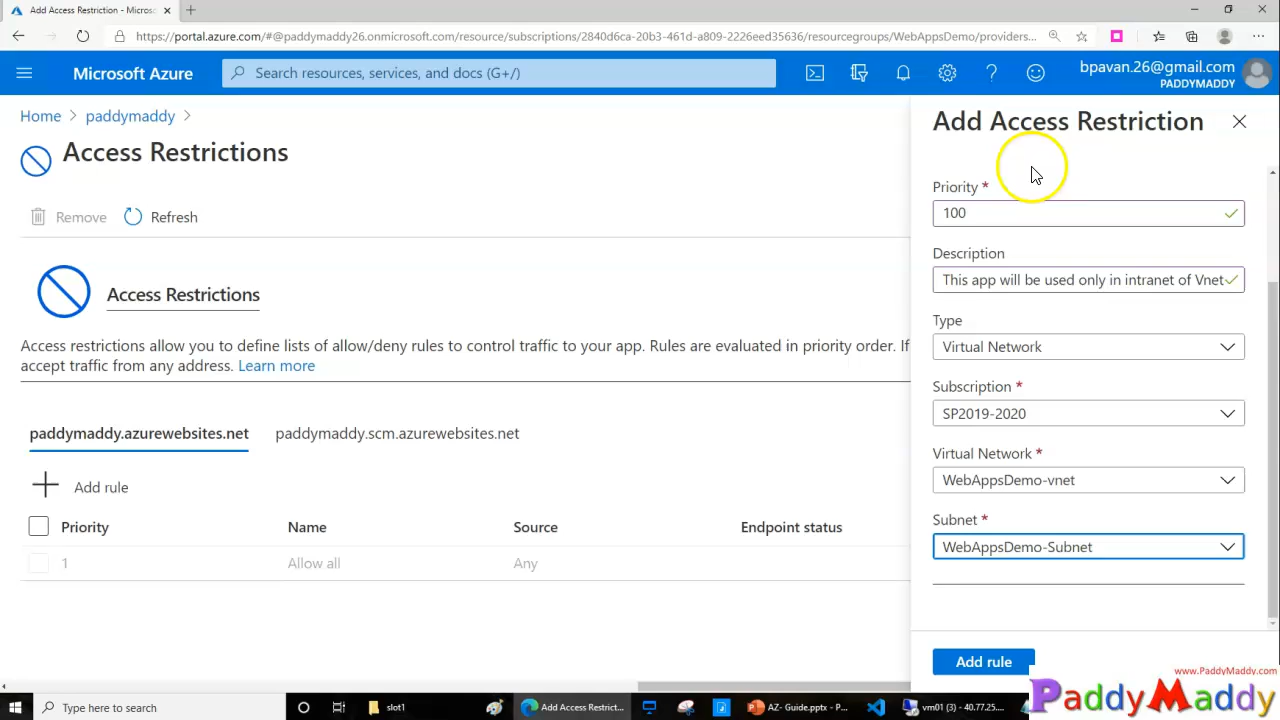 Add Access Restriction - Micros
https://portal.azure.com/#@paddymaddy26.onmicrosoft.com/resource/subscriptions/2840d6ca-20b3-461d-a809-2226eed35636/resourcegroups/WebAppsDemo/providers...
Microsoft Azure
Search resources, services, and docs (G+/)
bpavan.26@gmail.com
PADDYMADDY
Home > paddymaddy >
Access Restrictions
Remove
Refresh
Access Restrictions
Access restrictions allow you to define lists of allow/deny rules to control traffic to your app. Rules are evaluated in priority order. If
accept traffic from any address. Learn more
paddymaddy.azurewebsites.net
paddymaddy.scm.azurewebsites.net
Add rule
Priority
Name
Source
Endpoint status
1
Allow all
Any
Add Access Restriction
Priority *
100
Description
This app will be used only in intranet of Vnet
Type
Virtual Network
Subscription *
SP2019-2020
Virtual Network *
WebAppsDemo-vnet
Subnet *
WebAppsDemo-Subnet
Add rule
www.PaddyMaddy.com
PaddyMaddy
Type here to search
slot1
Add Access Restrict...
AZ- Guide.pptx - P...
vm01 (3) - 40.77.25...